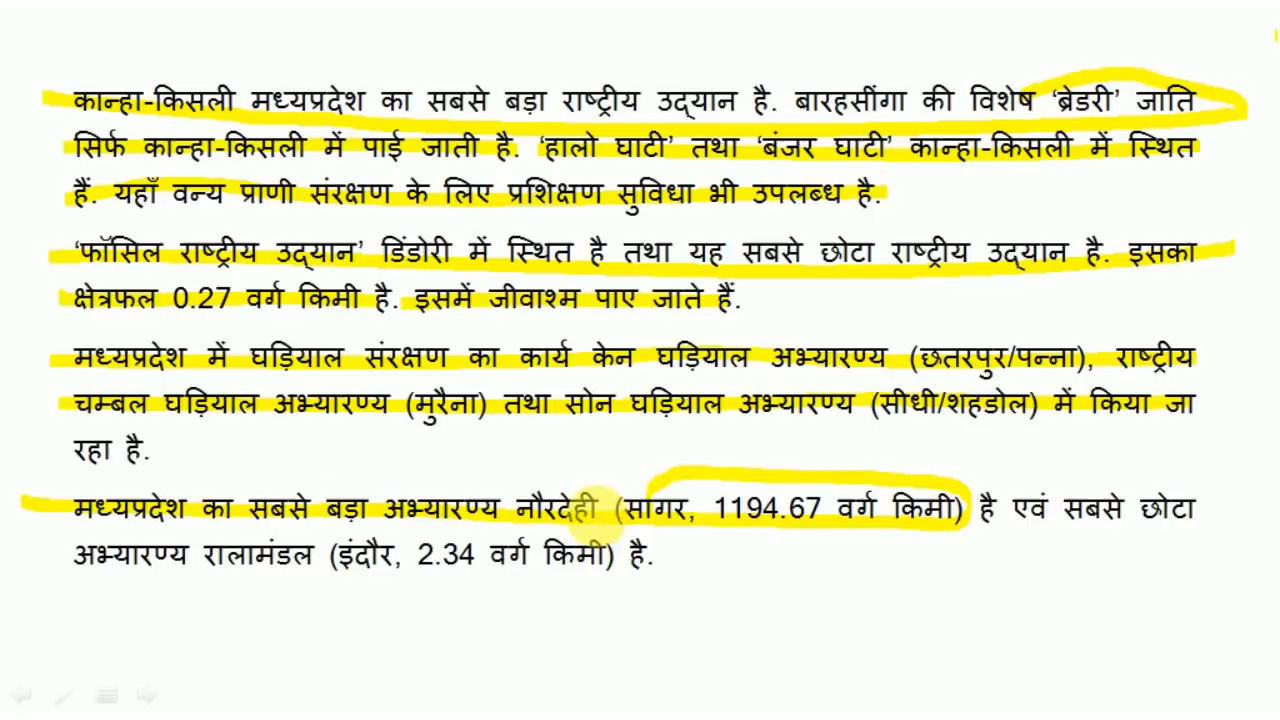 कान्हा-किसली मध्यप्रदेश का सबसे बड़ा राष्ट्रीय उद्यान है. बारहसींगा की विशेष 'ब्रेडरी' जाति
सिर्फ कान्हा-किसली में पाई जाती है. 'हालो घाटी' तथा 'बंजर घाटी' कान्हा-किसली में स्थित
हैं. यहाँ वन्य प्राणी संरक्षण के लिए प्रशिक्षण सुविधा भी उपलब्ध है.
'फॉसिल राष्ट्रीय उद्यान' डिंडोरी में स्थित है तथा यह सबसे छोटा राष्ट्रीय उद्यान है. इसका
क्षेत्रफल 0.27 वर्ग किमी है. इसमें जीवाश्म पाए जाते हैं.
मध्यप्रदेश में घड़ियाल संरक्षण का कार्य केन घड़ियाल अभ्यारण्य (छतरपुर/पन्ना), राष्ट्रीय
चम्बल घड़ियाल अभ्यारण्य (मुरैना) तथा सोन घड़ियाल अभ्यारण्य (सीधी/शहडोल) में किया जा
रहा है.
मध्यप्रदेश का सबसे बड़ा अभ्यारण्य नौरदेही (सागर, 1194.67 वर्ग किमी) है एवं सबसे छोटा
अभ्यारण्य रालामंडल (इंदौर, 2.34 वर्ग किमी) है.